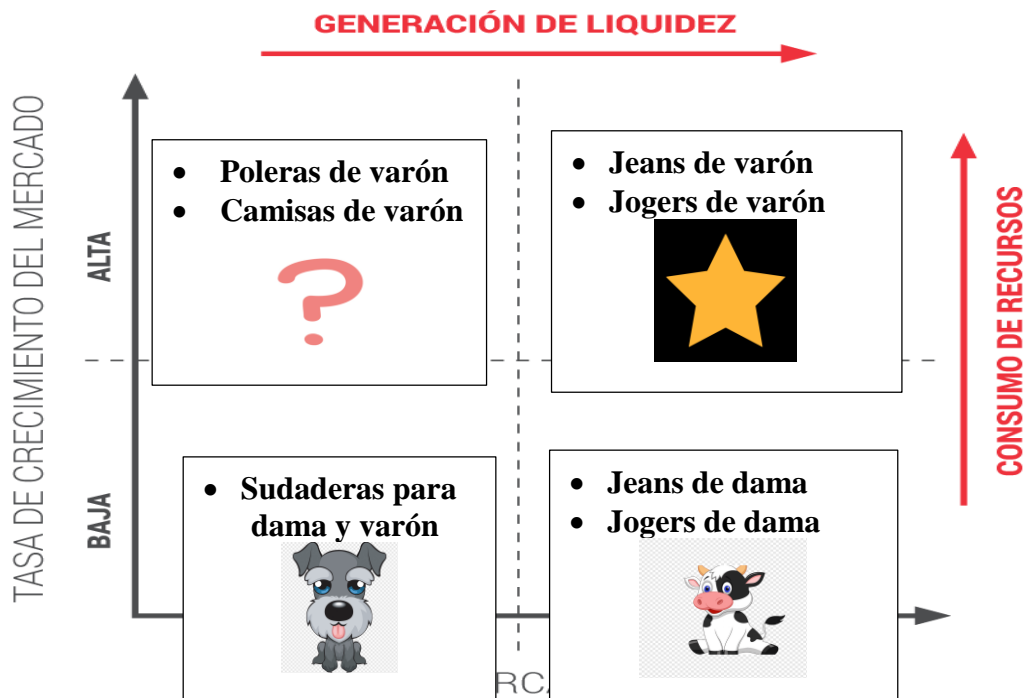 GENERACIÓN DE LIQUIDEZ
TASA DE CRECIMIENTO DEL MERCADO
ALTA
BAJA
• Poleras de varón
• Camisas de varón
?
• Jeans de varón
• Jogers de varón
• Sudaderas para
dama y varón
• Jeans de dama
• Jogers de dama
CONSUMO DE RECURSOS